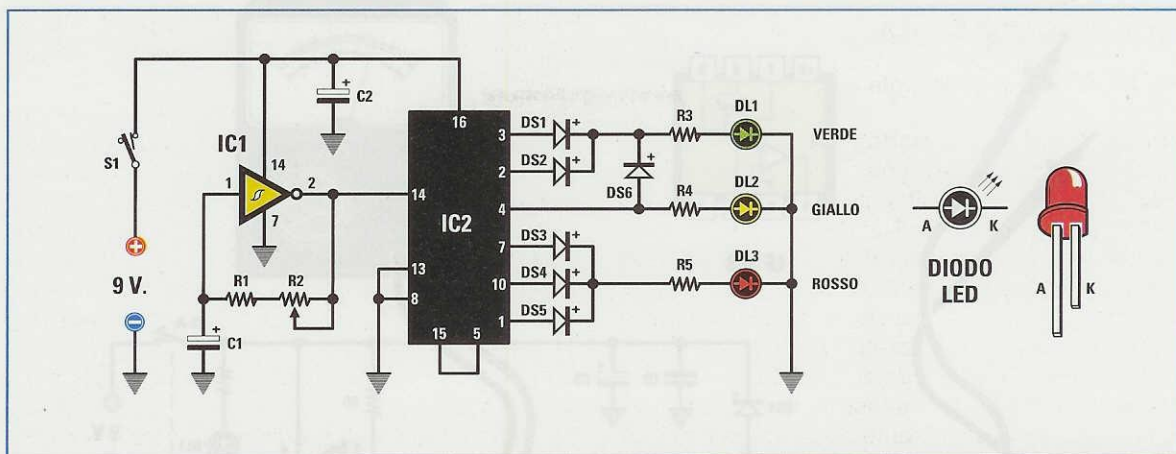 S1
9 V.
IC1
1
14
2
7
R1
R2
C1
C2
16
14
IC2
13
8
15
5
3
2
4
7
10
1
DS1
DS2
DS6
DS3
DS4
DS5
R3
DL1
VERDE
R4
DL2
GIALLO
R5
DL3
ROSSO
A
K
DIODO
LED
A
K